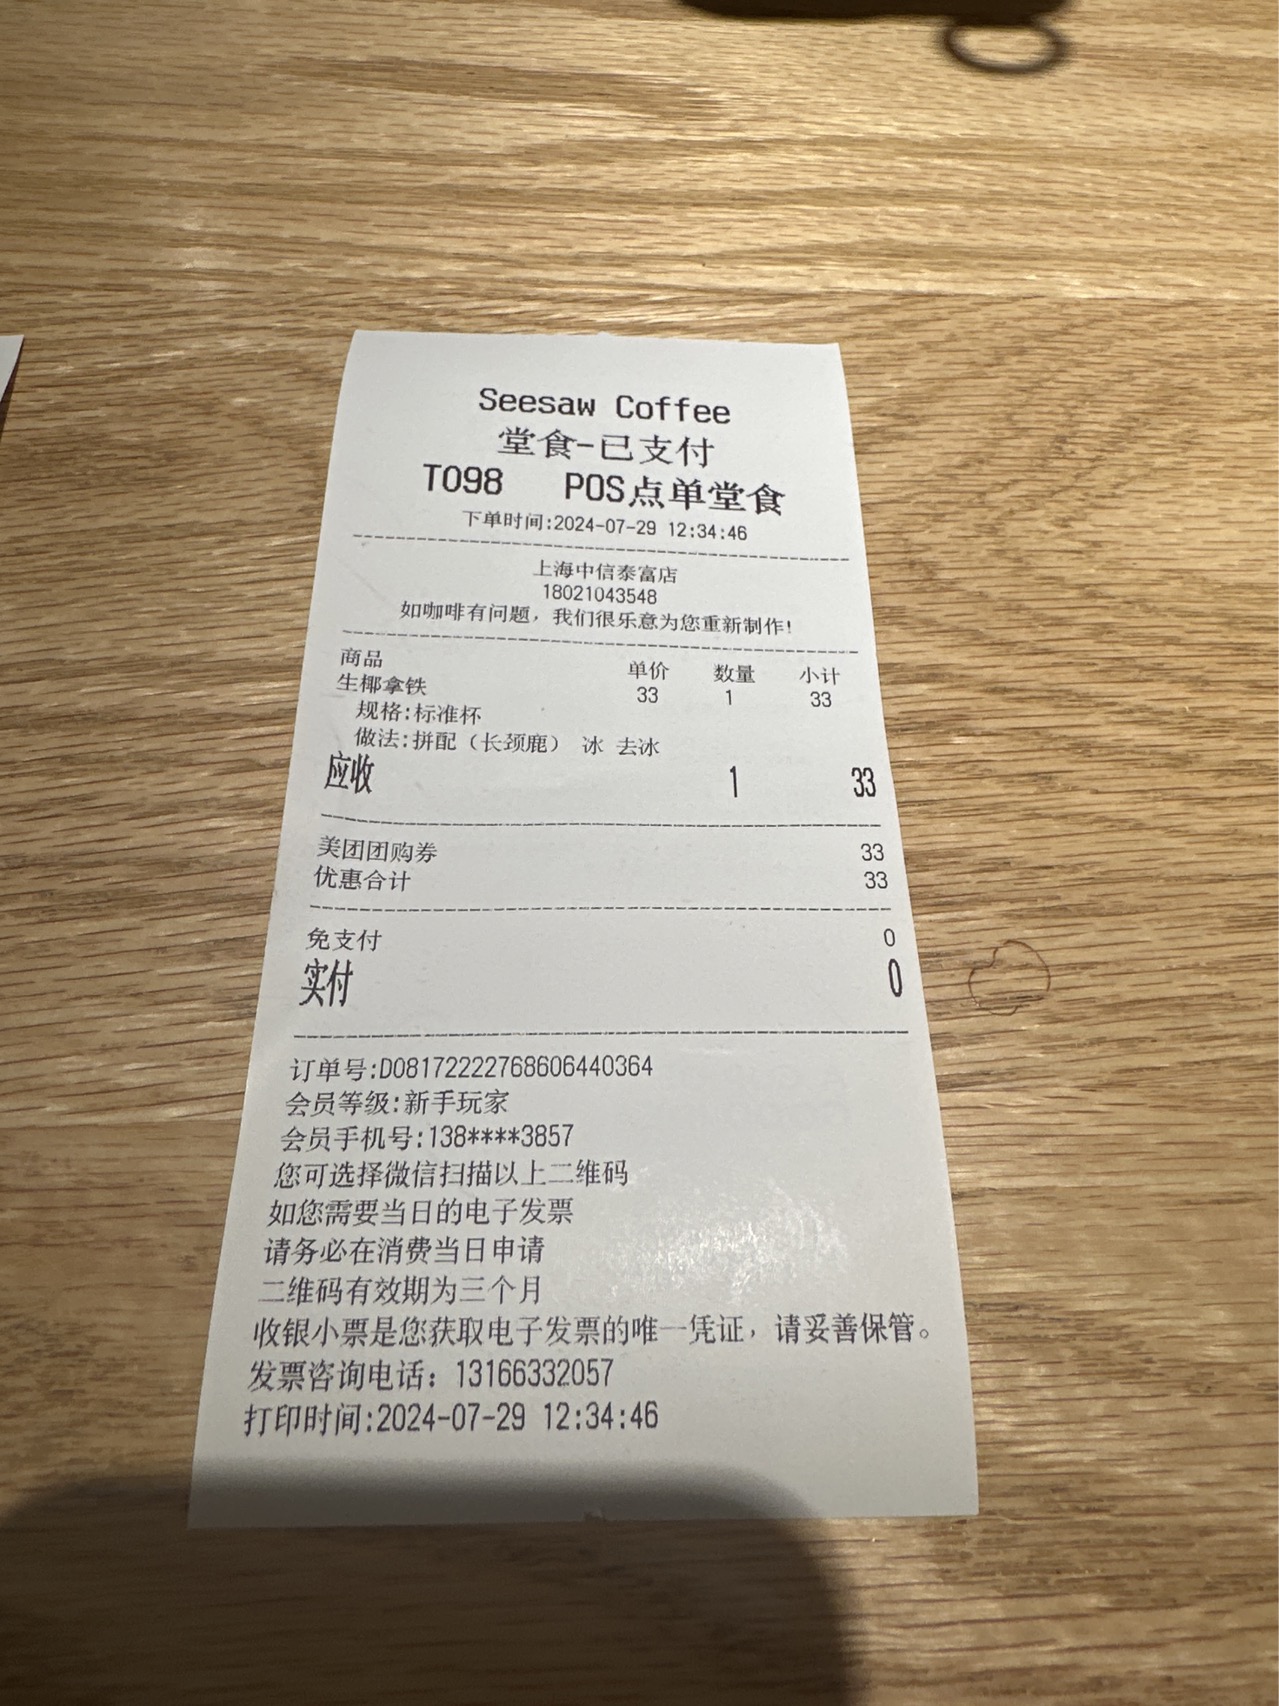 Seesaw Coffee
堂食-已支付
T098 POS点单堂食
下单时间:2024-07-29 12:34:46
上海中信泰富店
18021043548
如咖啡有问题，我们很乐意为您重新制作!
商品 单价 数量 小计
生椰拿铁 33 1 33
规格:标准杯
做法:拼配（长颈鹿） 冰 去冰
应收 1 33
美团团购券 33
优惠合计 33
免支付 0
实付 0
订单号:D08172222768606440364
会员等级:新手玩家
会员手机号:138****3857
您可选择微信扫描以上二维码
如您需要当日的电子发票
请务必在消费当日申请
二维码有效期为三个月
收银小票是您获取电子发票的唯一凭证，请妥善保管。
发票咨询电话：13166332057
打印时间:2024-07-29 12:34:46